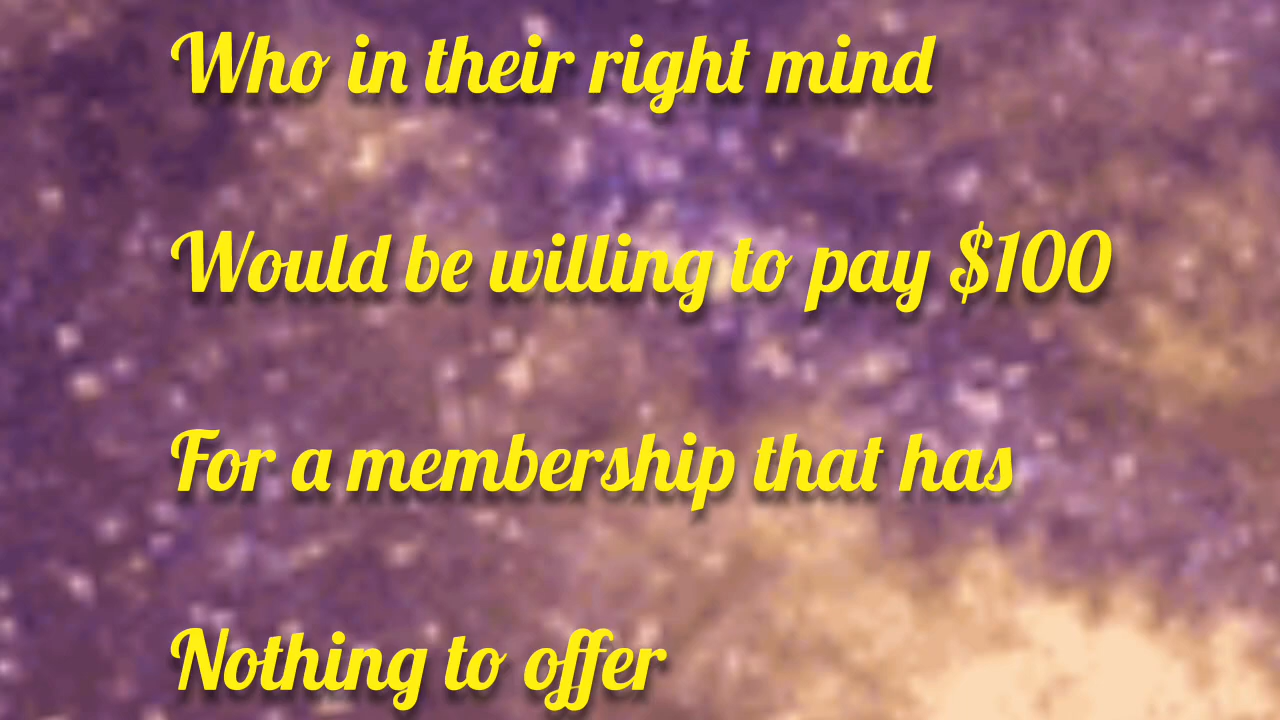 Who in their right mind
Would be willing to pay $100
For a membership that has
Nothing to offer